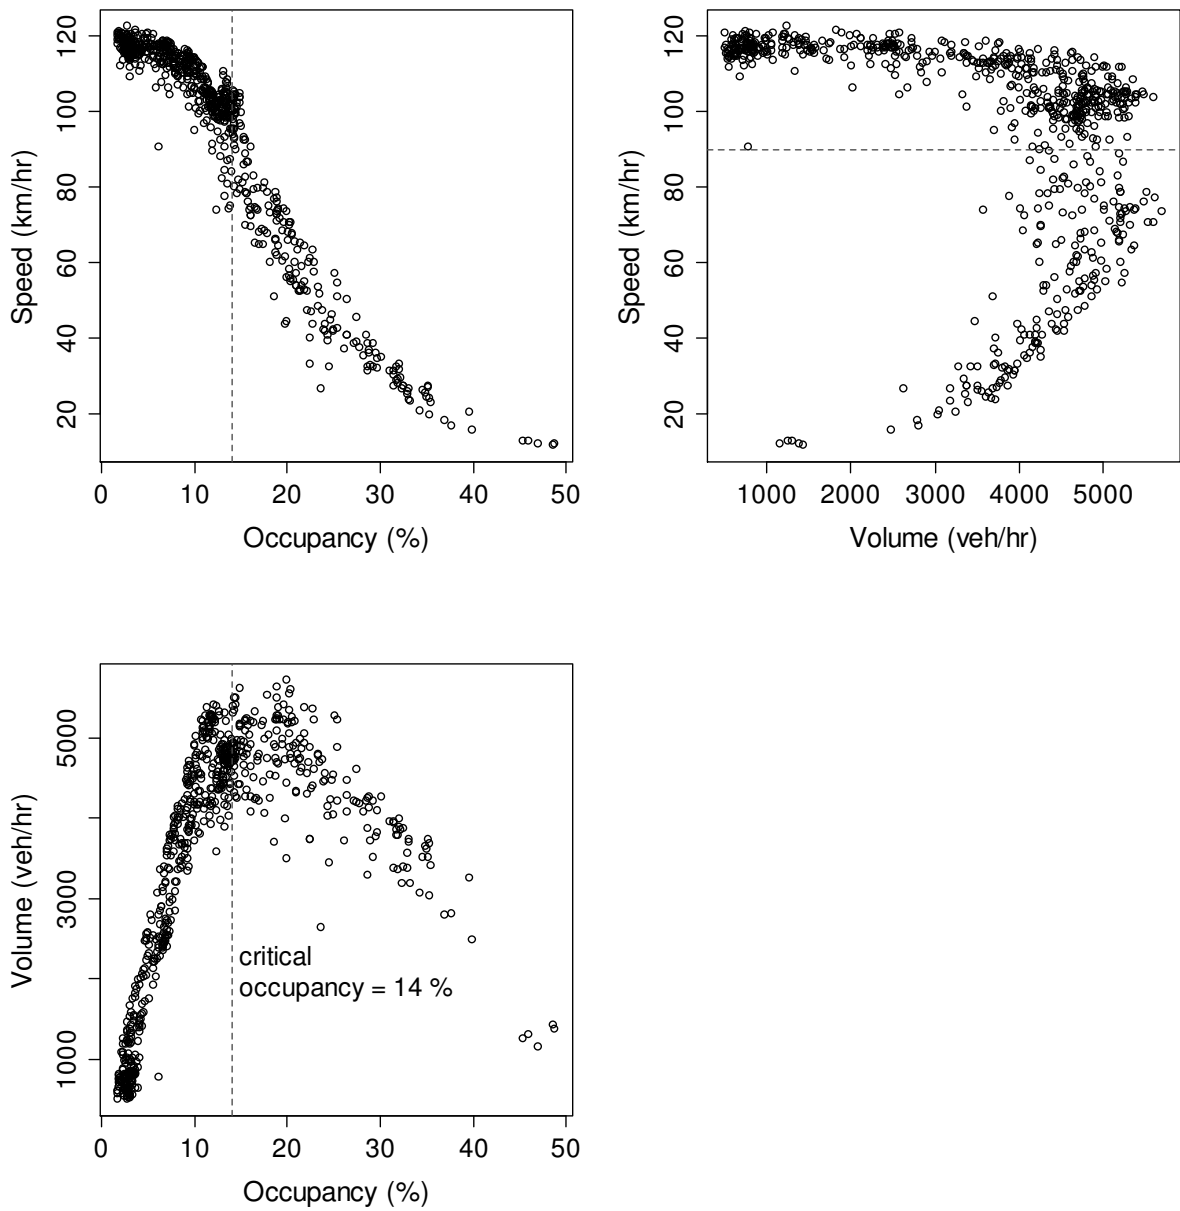 120
100
80
60
40
20
Speed (km/hr)
0 10 20 30 40 50
Occupancy (%)
120
100
80
60
40
20
Speed (km/hr)
1000 2000 3000 4000 5000
Volume (veh/hr)
5000
3000
1000
Volume (veh/hr)
critical
occupancy = 14 %
0 10 20 30 40 50
Occupancy (%)